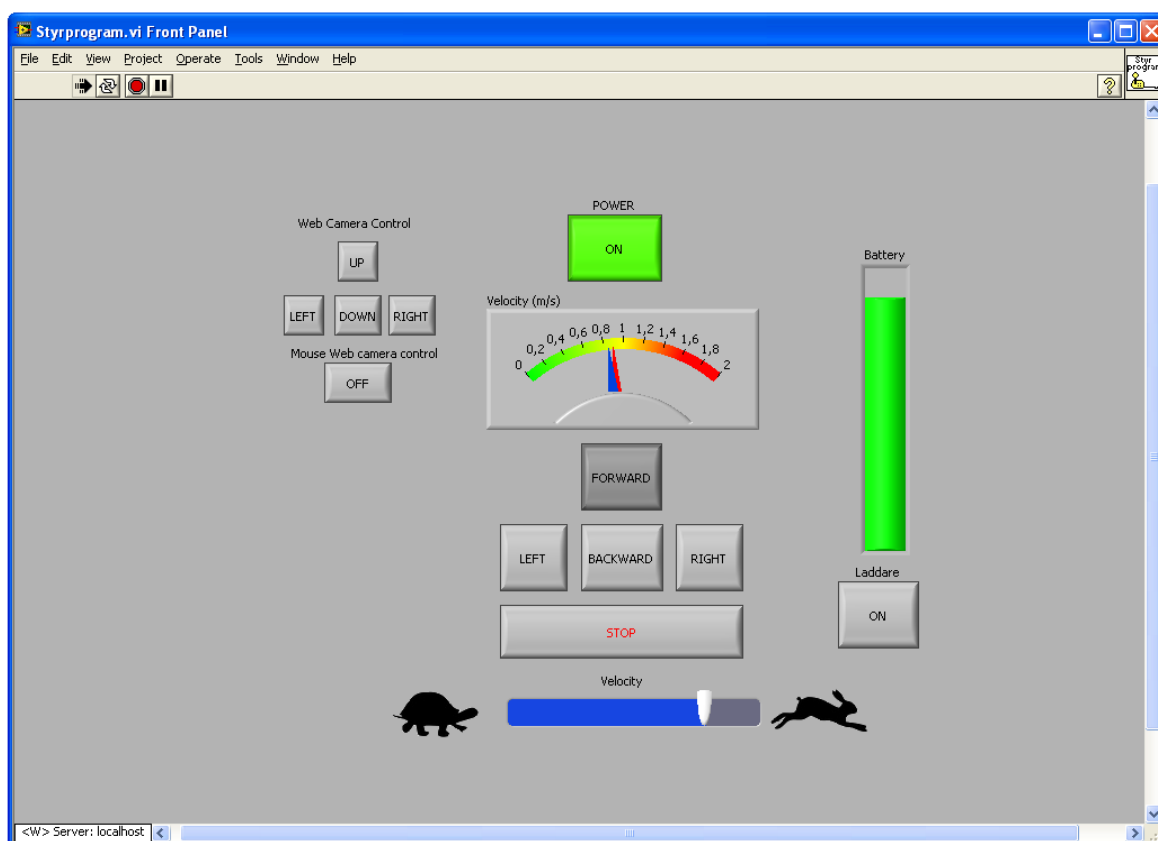 Styrprogram.vi Front Panel
File Edit View Project Operate Tools Window Help
Styr
program
POWER
ON
Web Camera Control
UP
LEFT DOWN RIGHT
Mouse Web camera control
OFF
Velocity (m/s)
0 0,2 0,4 0,6 0,8 1 1,2 1,4 1,6 1,8 2
Battery
FORWARD
LEFT BACKWARD RIGHT
STOP
Laddare
ON
Velocity
<W> Server: localhost